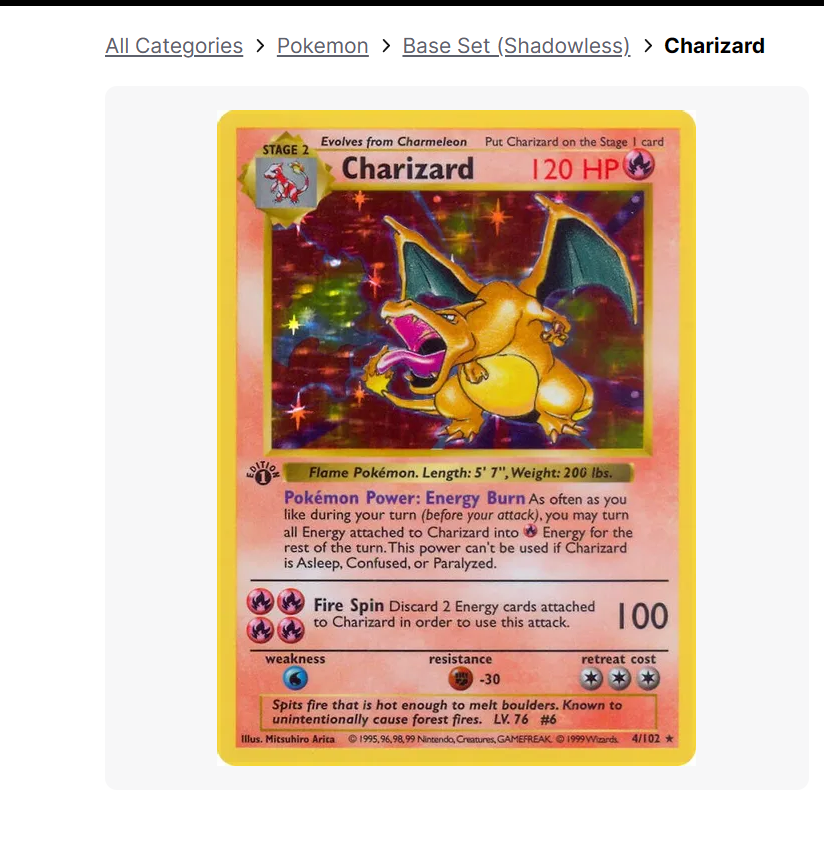 All Categories > Pokemon > Base Set (Shadowless) > Charizard
Evolves from Charmeleon Put Charizard on the Stage 1 card
STAGE 2
Charizard 120 HP
EDITION
1
Flame Pokémon. Length: 5' 7", Weight: 200 lbs.
Pokémon Power: Energy Burn As often as you
like during your turn (before your attack), you may turn
all Energy attached to Charizard into Energy for the
rest of the turn. This power can't be used if Charizard
is Asleep, Confused, or Paralyzed.
Fire Spin Discard 2 Energy cards attached
to Charizard in order to use this attack.
100
weakness resistance retreat cost
-30
Spits fire that is hot enough to melt boulders. Known to
unintentionally cause forest fires. LV. 76 #6
Illus. Mitsuhiro Arita © 1995, 96, 98, 99 Nintendo, Creatures, GAMEFREAK. © 1999 Wizards. 4/102 ★